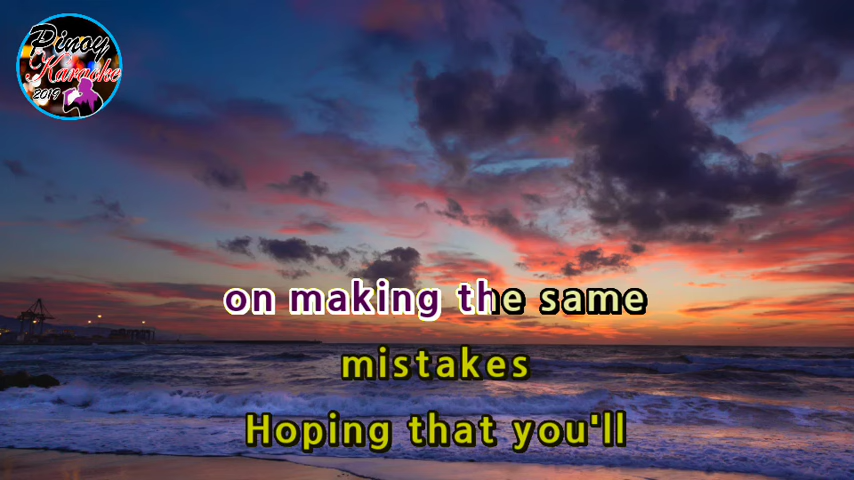 Pinoy
Karaoke
2019
on making the same
mistakes
Hoping that you'll